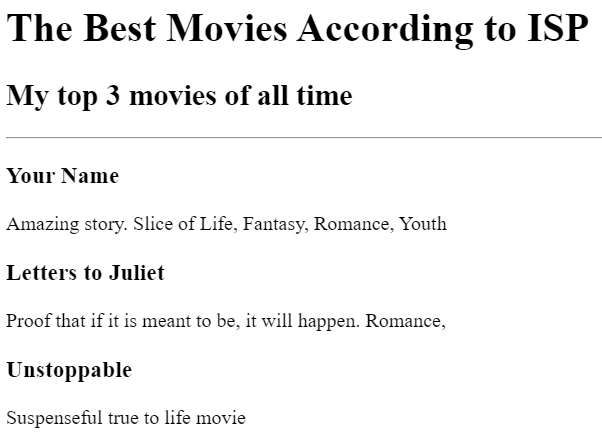 The Best Movies According to ISP
My top 3 movies of all time
Your Name
Amazing story. Slice of Life, Fantasy, Romance, Youth
Letters to Juliet
Proof that if it is meant to be, it will happen. Romance,
Unstoppable
Suspenseful true to life movie